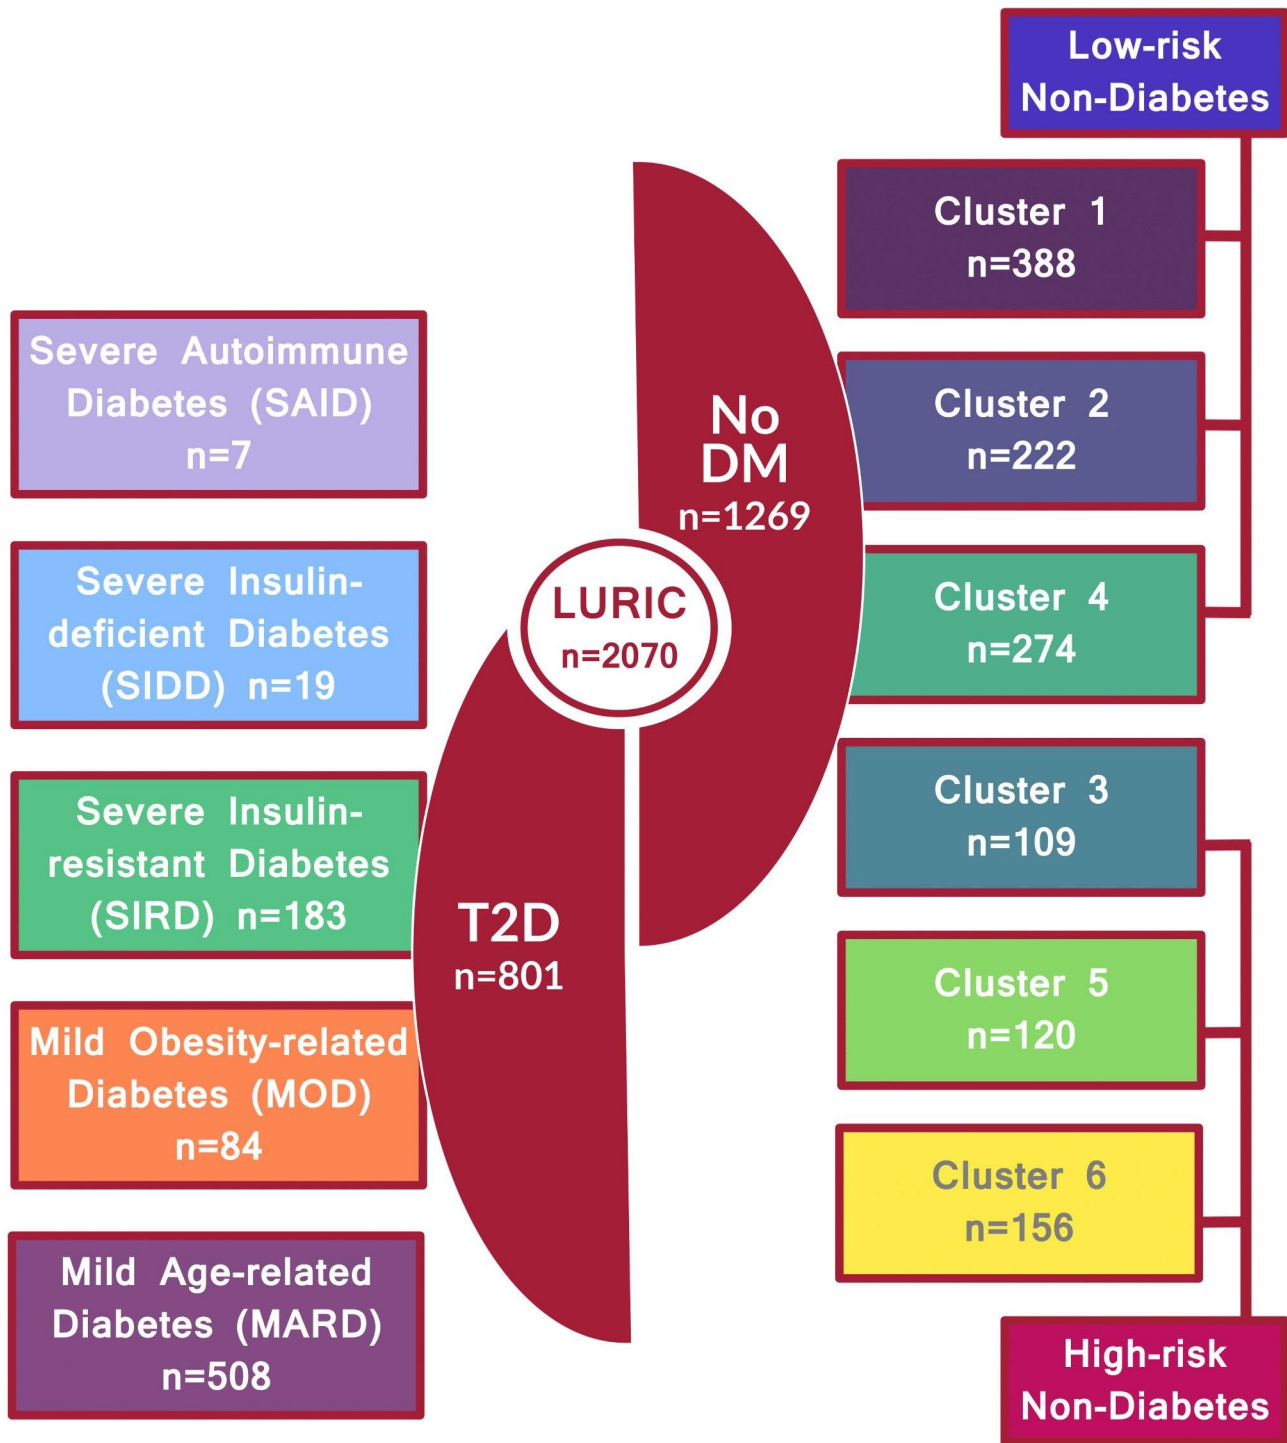 Low-risk
Non-Diabetes
Cluster 1
n=388
Cluster 2
n=222
Cluster 4
n=274
Cluster 3
n=109
Cluster 5
n=120
Cluster 6
n=156
High-risk
Non-Diabetes
No
DM
n=1269
LURIC
n=2070
T2D
n=801
Severe Autoimmune
Diabetes (SAID)
n=7
Severe Insulin-
deficient Diabetes
(SIDD) n=19
Severe Insulin-
resistant Diabetes
(SIRD) n=183
Mild Obesity-related
Diabetes (MOD)
n=84
Mild Age-related
Diabetes (MARD)
n=508